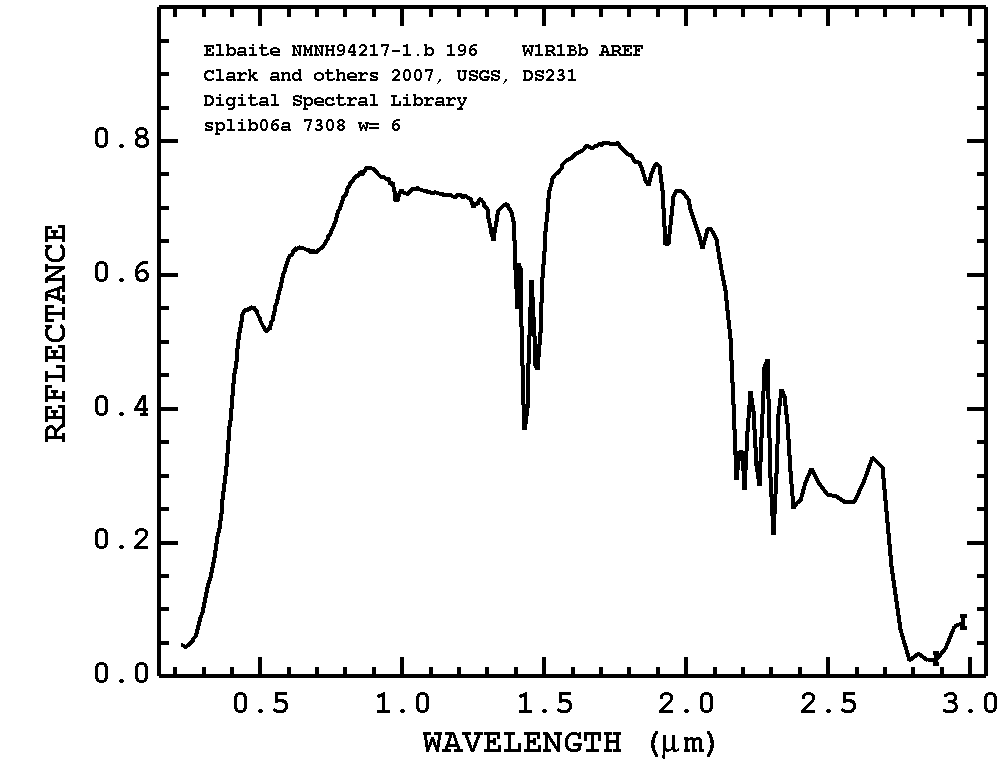 Elbaite NMNH94217-1.b 196 W1R1Bb AREF
Clark and others 2007, USGS, DS231
Digital Spectral Library
splib06a 7308 w= 6
REFLECTANCE
0.8
0.6
0.4
0.2
0.0
0.5 1.0 1.5 2.0 2.5 3.0
WAVELENGTH (μm)